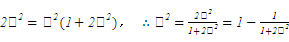 2□² = □²(1 + 2□²),   ∴ □² = 2□²/(1+2□²) = 1 − 1/(1+2□²)